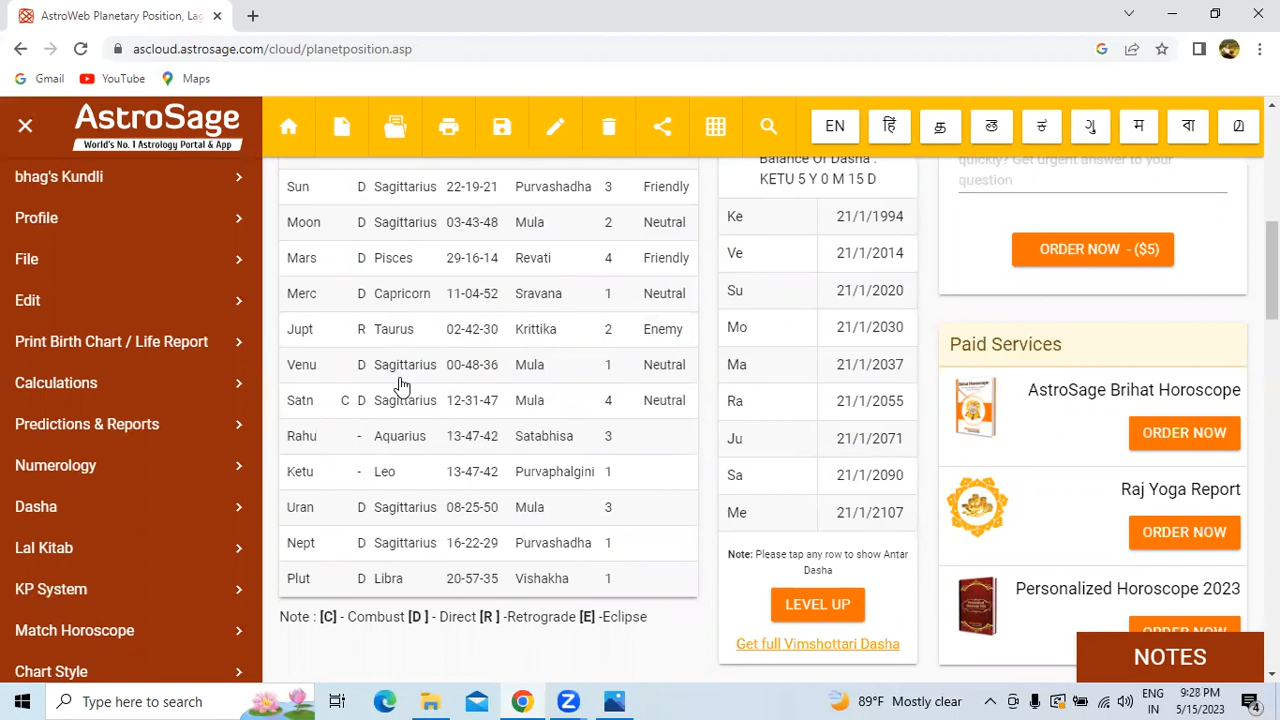 AstroWeb Planetary Position, Lag
ascloud.astrosage.com/cloud/planetposition.asp
Gmail YouTube Maps
AstroSage
World's No. 1 Astrology Portal & App
EN हिं த తె ಕ ગુ म বা മ
bhag's Kundli
Profile
File
Edit
Print Birth Chart / Life Report
Calculations
Predictions & Reports
Numerology
Dasha
Lal Kitab
KP System
Match Horoscope
Chart Style
Sun D Sagittarius 22-19-21 Purvashadha 3 Friendly
Moon D Sagittarius 03-43-48 Mula 2 Neutral
Mars D Pisces 29-16-14 Revati 4 Friendly
Merc D Capricorn 11-04-52 Sravana 1 Neutral
Jupt R Taurus 02-42-30 Krittika 2 Enemy
Venu D Sagittarius 00-48-36 Mula 1 Neutral
Satn C D Sagittarius 12-31-47 Mula 4 Neutral
Rahu - Aquarius 13-47-42 Satabhisa 3
Ketu - Leo 13-47-42 Purvaphalgini 1
Uran D Sagittarius 08-25-50 Mula 3
Nept D Sagittarius 16-22-29 Purvashadha 1
Plut D Libra 20-57-35 Vishakha 1
Note : [C] - Combust [D ] - Direct [R ] -Retrograde [E] -Eclipse
Balance Of Dasha :
KETU 5 Y 0 M 15 D
Ke 21/1/1994
Ve 21/1/2014
Su 21/1/2020
Mo 21/1/2030
Ma 21/1/2037
Ra 21/1/2055
Ju 21/1/2071
Sa 21/1/2090
Me 21/1/2107
Note: Please tap any row to show Antar
Dasha
LEVEL UP
Get full Vimshottari Dasha
quickly? Get urgent answer to your
question
ORDER NOW - ($5)
Paid Services
AstroSage Brihat Horoscope
ORDER NOW
Raj Yoga Report
ORDER NOW
Personalized Horoscope 2023
NOTES
Type here to search
89°F Mostly clear
ENG
IN
9:28 PM
5/15/2023
4